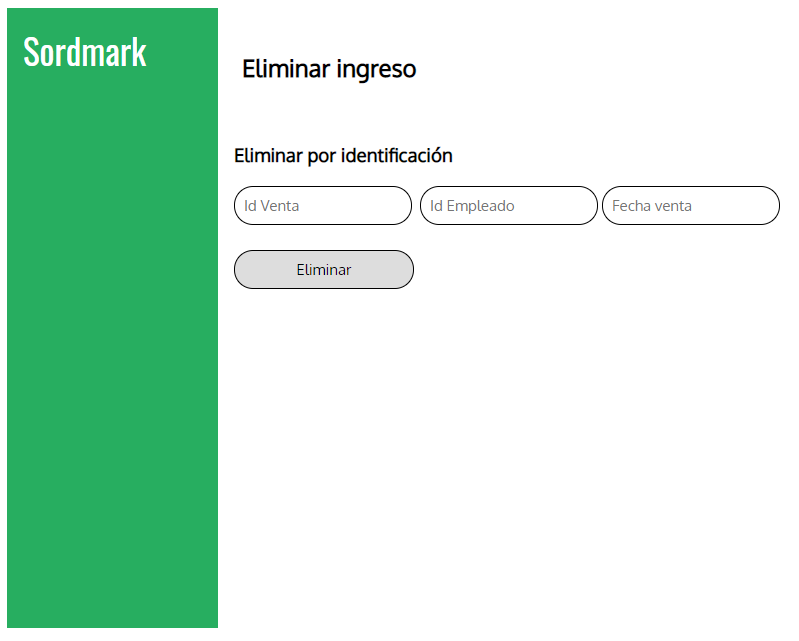 Sordmark
Eliminar ingreso
Eliminar por identificación
Id Venta Id Empleado Fecha venta
Eliminar